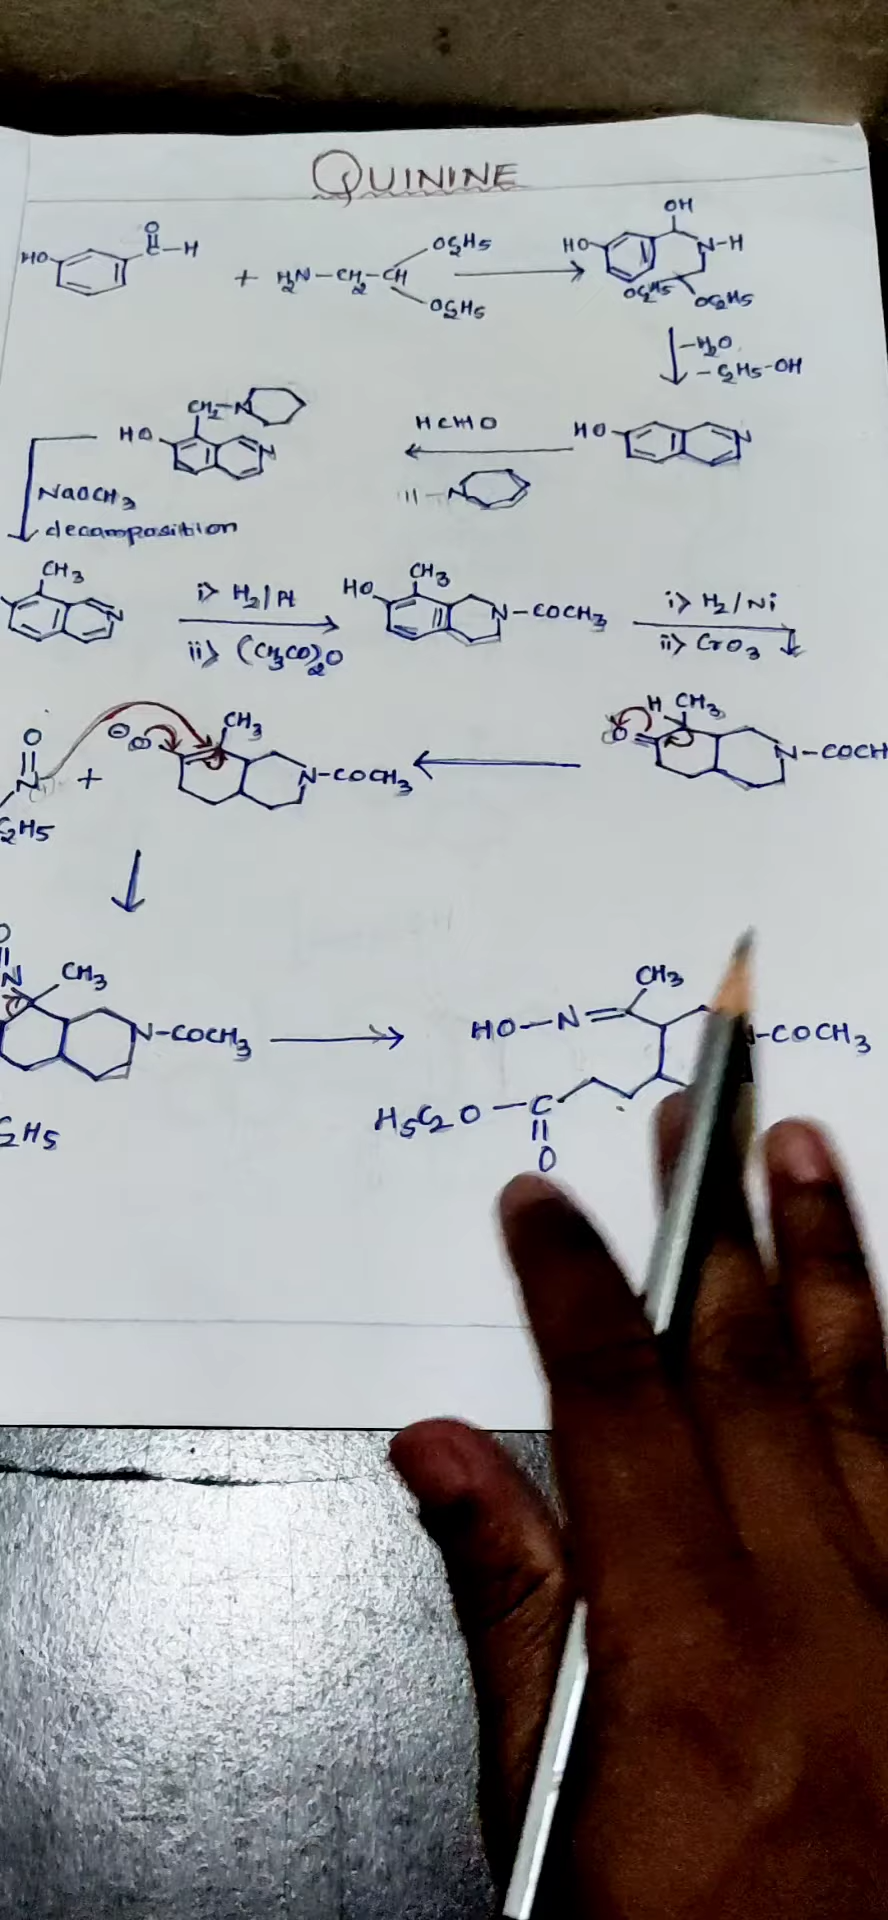 QUININE
OH
O
HO C—H OC2H5 HO N—H
+ H2N—CH2—CH
OC2H5 OC2H5 OC2H5
—H2O
— C2H5—OH
CH2—N
HO N HCHO HO N
NaOCH3 H—N
decomposition
CH3 i> H2/Pt HO CH3 i> H2/Ni
N ii> (CH3CO)2O N—COCH3 ii> CrO3
O CH3 H CH3
N + ⊖O N—COCH3 O N—COCH
C2H5
O
N CH3 CH3
N—COCH3 HO—N —COCH3
C2H5 H5C2O—C
O